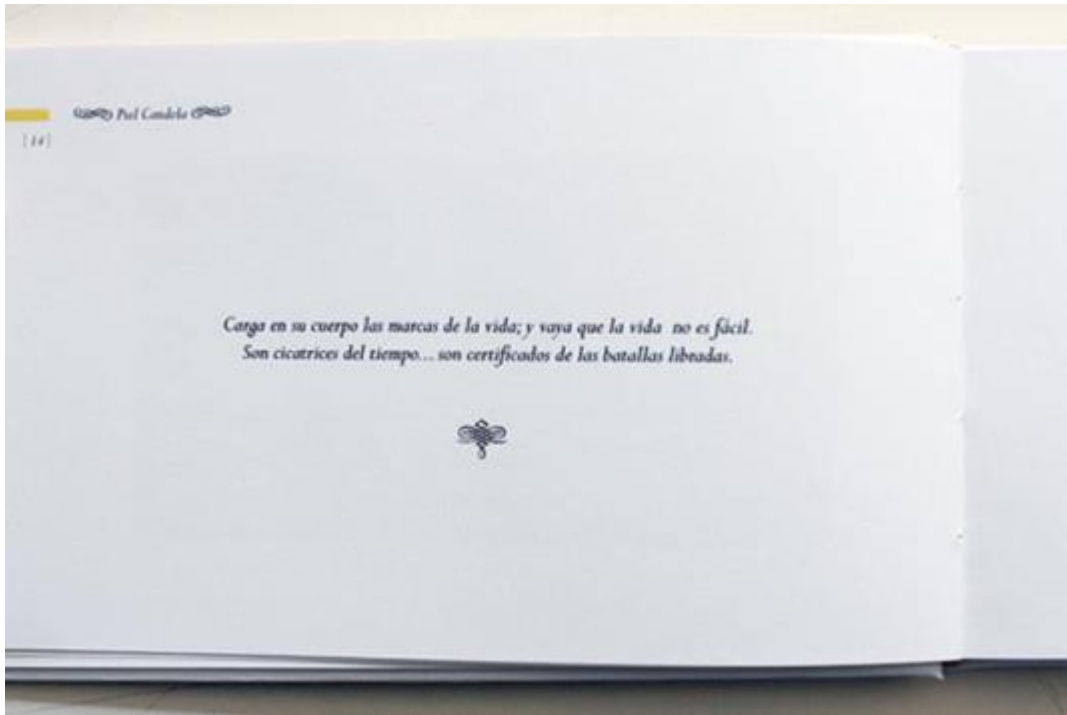 Piel Candela
[14]
Carga en su cuerpo las marcas de la vida; y vaya que la vida no es fácil.
Son cicatrices del tiempo... son certificados de las batallas libradas.